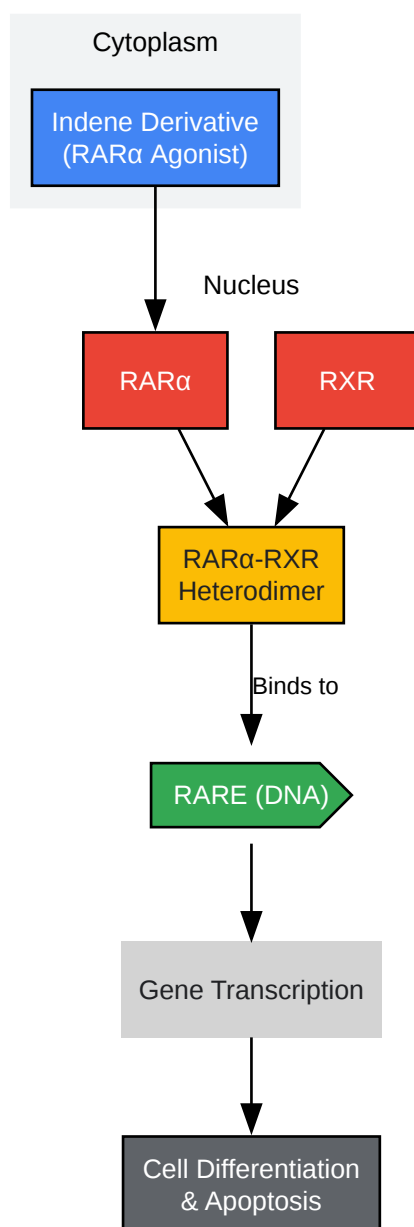 Cytoplasm
Indene Derivative
(RARα Agonist)
Nucleus
RARα
RXR
RARα-RXR
Heterodimer
Binds to
RARE (DNA)
Gene Transcription
Cell Differentiation
& Apoptosis